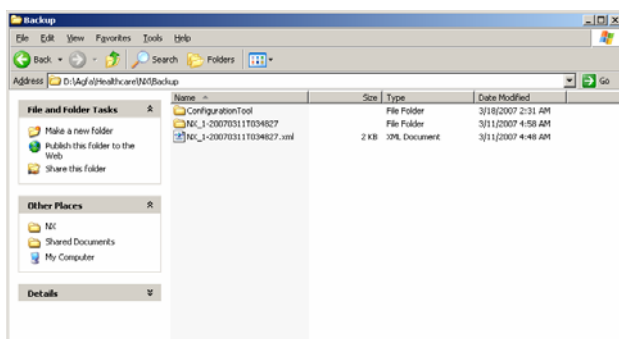 Backup
File Edit View Favorites Tools Help
Back Search Folders
Address D:\Agfa\Healthcare\NX\Backup Go
Name Size Type Date Modified
ConfigurationTool File Folder 3/18/2007 2:31 AM
NX_1-20070311T034827 File Folder 3/11/2007 4:58 AM
NX_1-20070311T034827.xml 2 KB XML Document 3/11/2007 4:48 AM
File and Folder Tasks
Make a new folder
Publish this folder to the
Web
Share this folder
Other Places
NX
Shared Documents
My Computer
Details